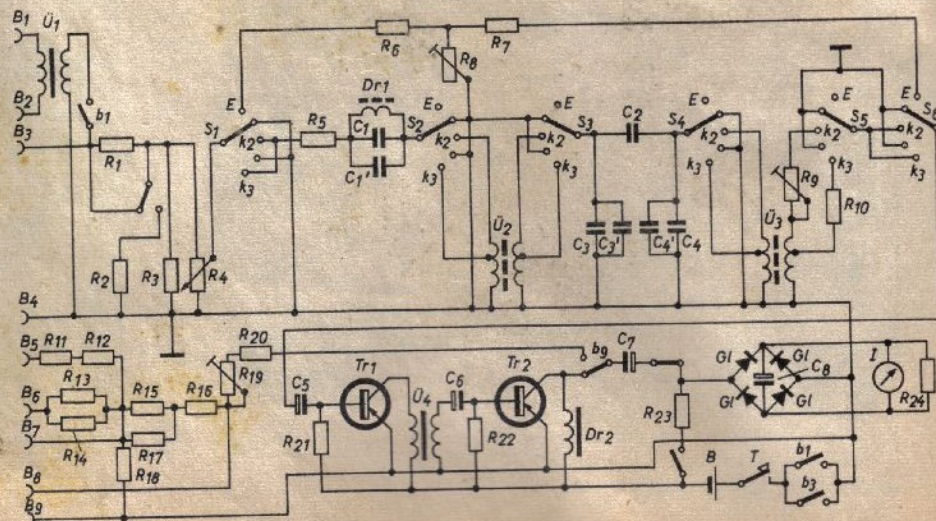 B1 Ü1
B2
B3 b1
R1
R2 R3 R4
B4
E S1 k2 k3
R5 Dr1 C1 C1'
R6 R8 R7
E S2 k2 k3
Ü2
E S3 k2 k3
C2
C3 C3' C4' C4
E S4 k2 k3
Ü3
R9 R10
E k2 k3 S5
E k2 k3 S6
B5 R11 R12
B6 R13
B7 R14
R15 R16
R17
R18
B8
B9
R20
R19
C5 Tr1
R21
Ü4 C6 Tr2
R22
b9 C7
Dr2
R23
Gl Gl C8
Gl Gl
I R24
B T b1
b3